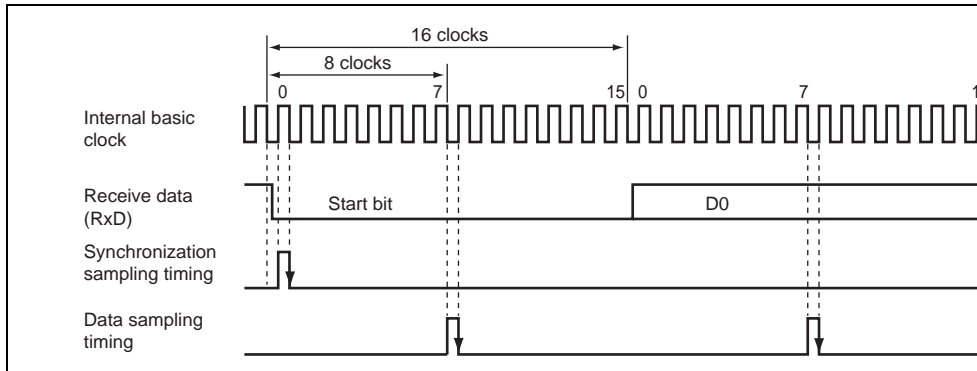 16 clocks
8 clocks
0 7 15 0 7 1
Internal basic
clock
Receive data
(RxD)
Start bit D0
Synchronization
sampling timing
Data sampling
timing